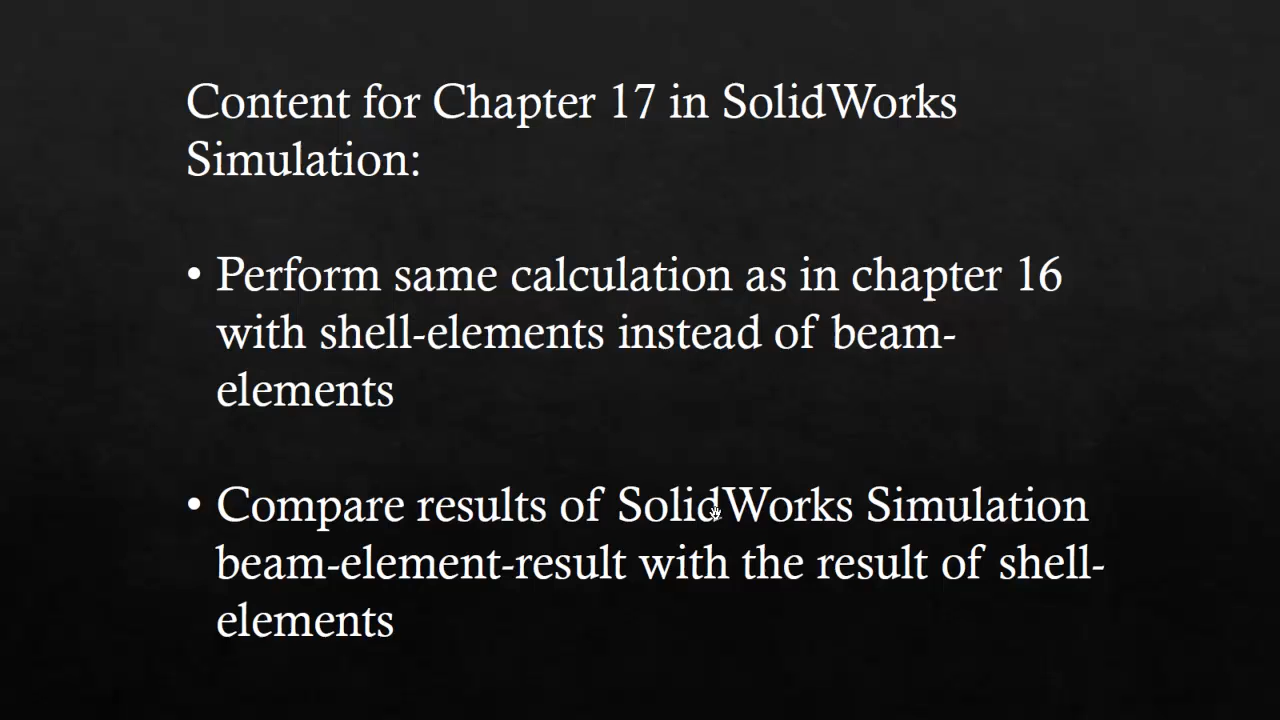 Content for Chapter 17 in SolidWorks
Simulation:
• Perform same calculation as in chapter 16
with shell-elements instead of beam-
elements
• Compare results of SolidWorks Simulation
beam-element-result with the result of shell-
elements